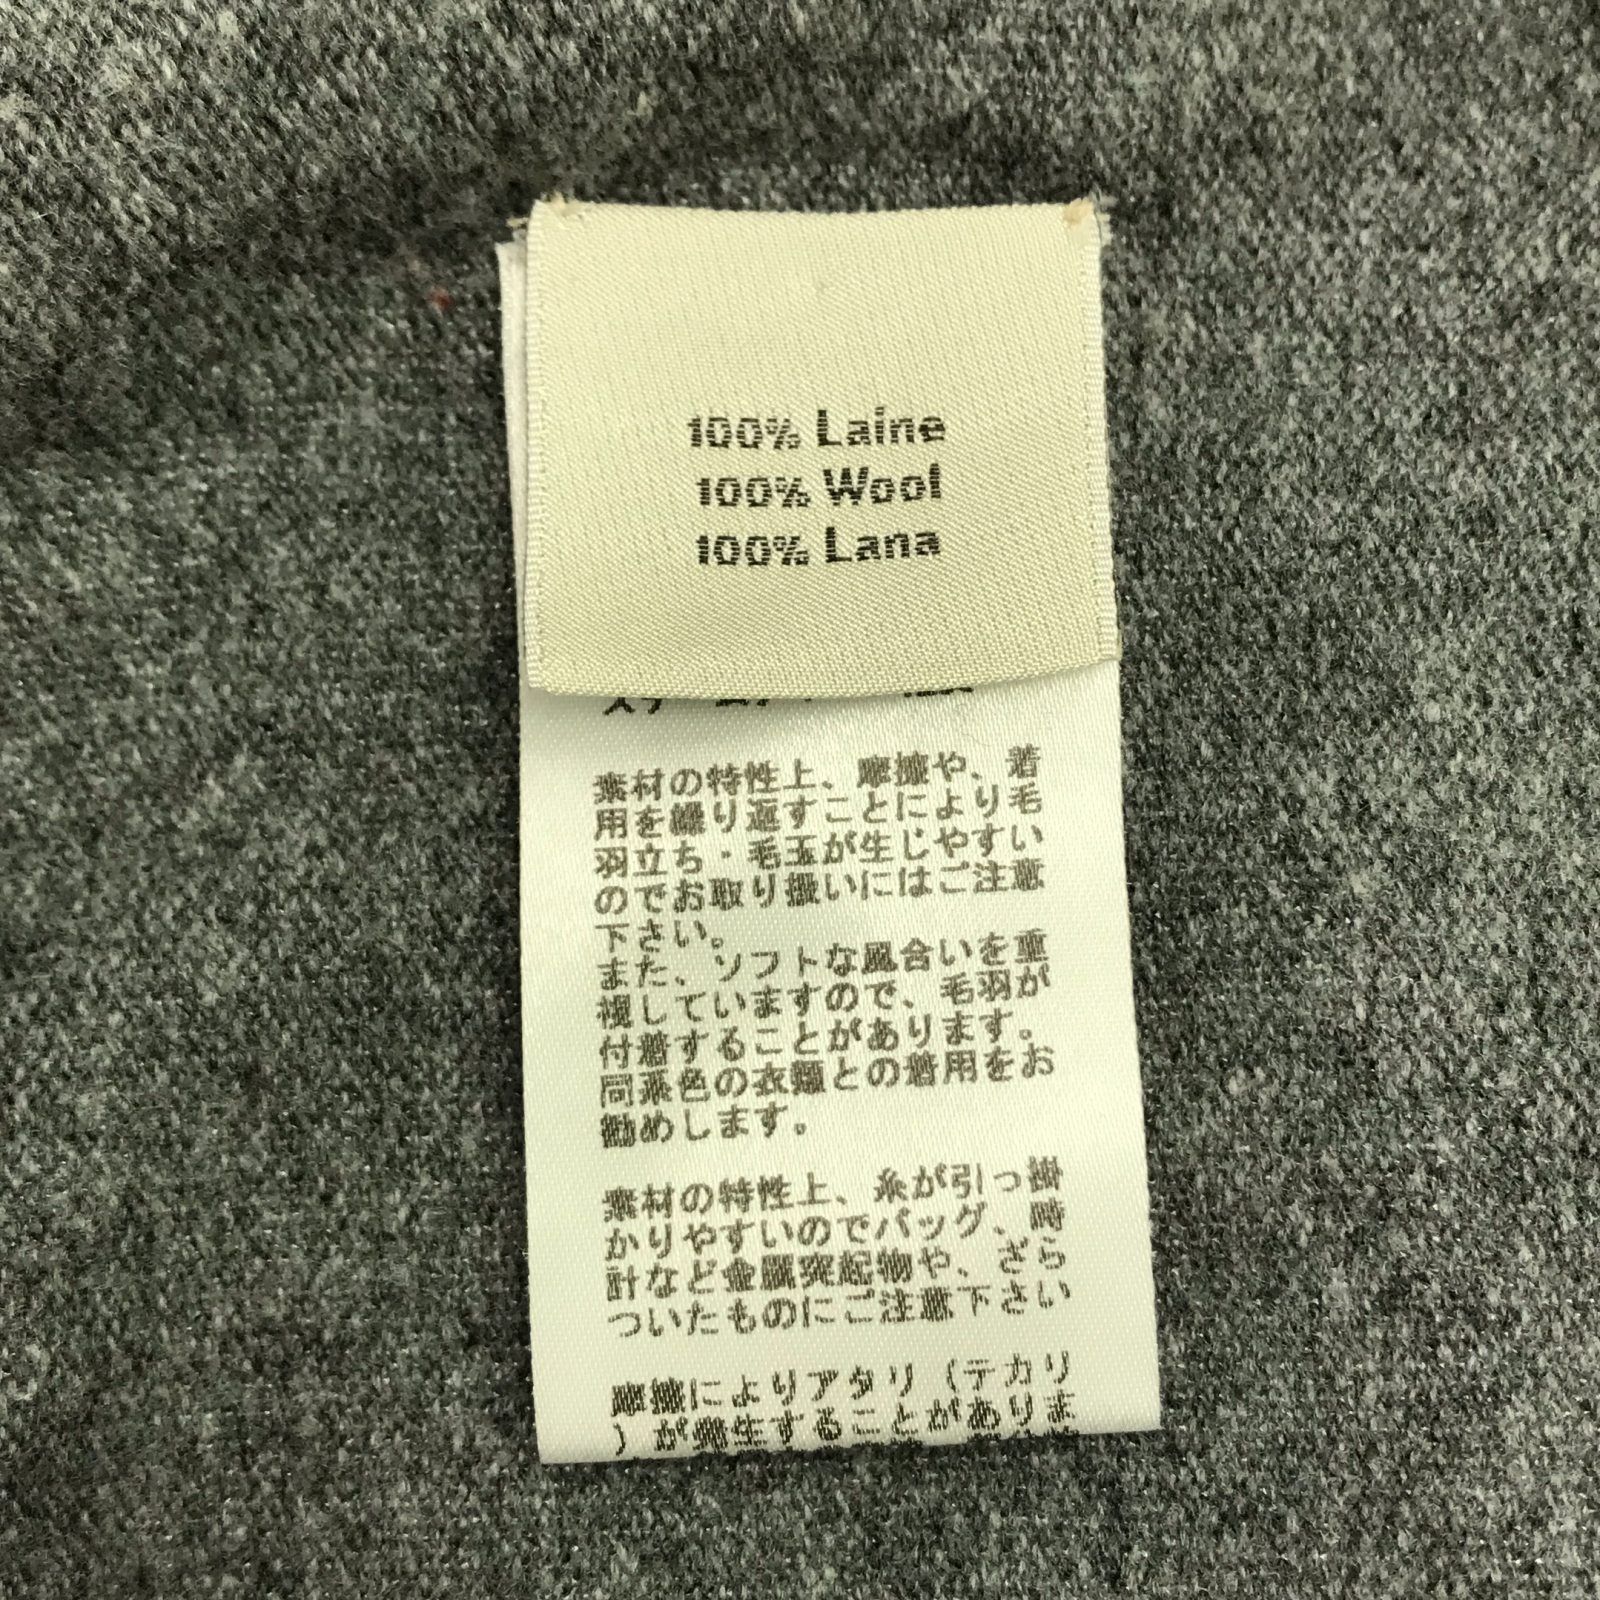 100% Laine
100% Wool
100% Lana
素材の特性上、摩擦や、着
用を繰り返すことにより毛
羽立ち・毛玉が生じやすい
のでお取り扱いにはご注意
下さい。
また、ソフトな風合いを重
視していますので、毛羽が
付着することがあります。
同系色の衣類との着用をお
勧めします。
素材の特性上、糸が引っ掛
かりやすいのでバッグ、時
計など金属突起物や、ざら
ついたものにご注意下さい
摩擦によりアタリ（テカリ
）が発生することがありま